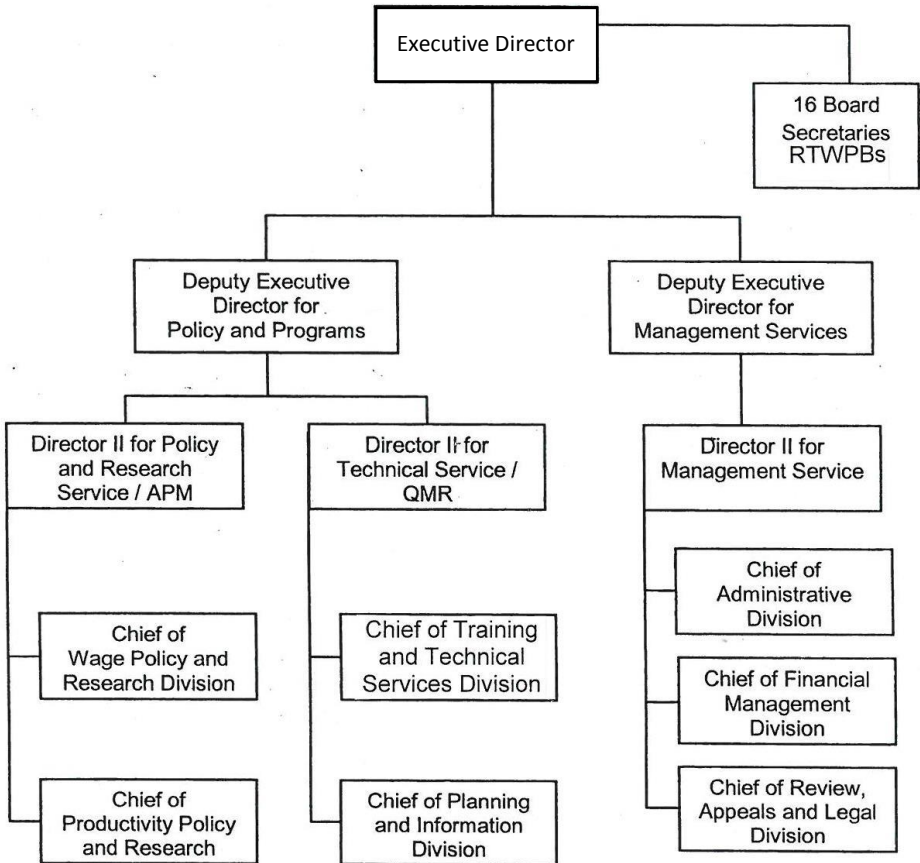 Executive Director
16 Board
Secretaries
RTWPBs
Deputy Executive
Director for
Policy and Programs
Deputy Executive
Director for
Management Services
Director II for Policy
and Research
Service / APM
Director II for
Technical Service /
QMR
Director II for
Management Service
Chief of
Wage Policy and
Research Division
Chief of Training
and Technical
Services Division
Chief of
Administrative
Division
Chief of Financial
Management
Division
Chief of
Productivity Policy
and Research
Chief of Planning
and Information
Division
Chief of Review,
Appeals and Legal
Division